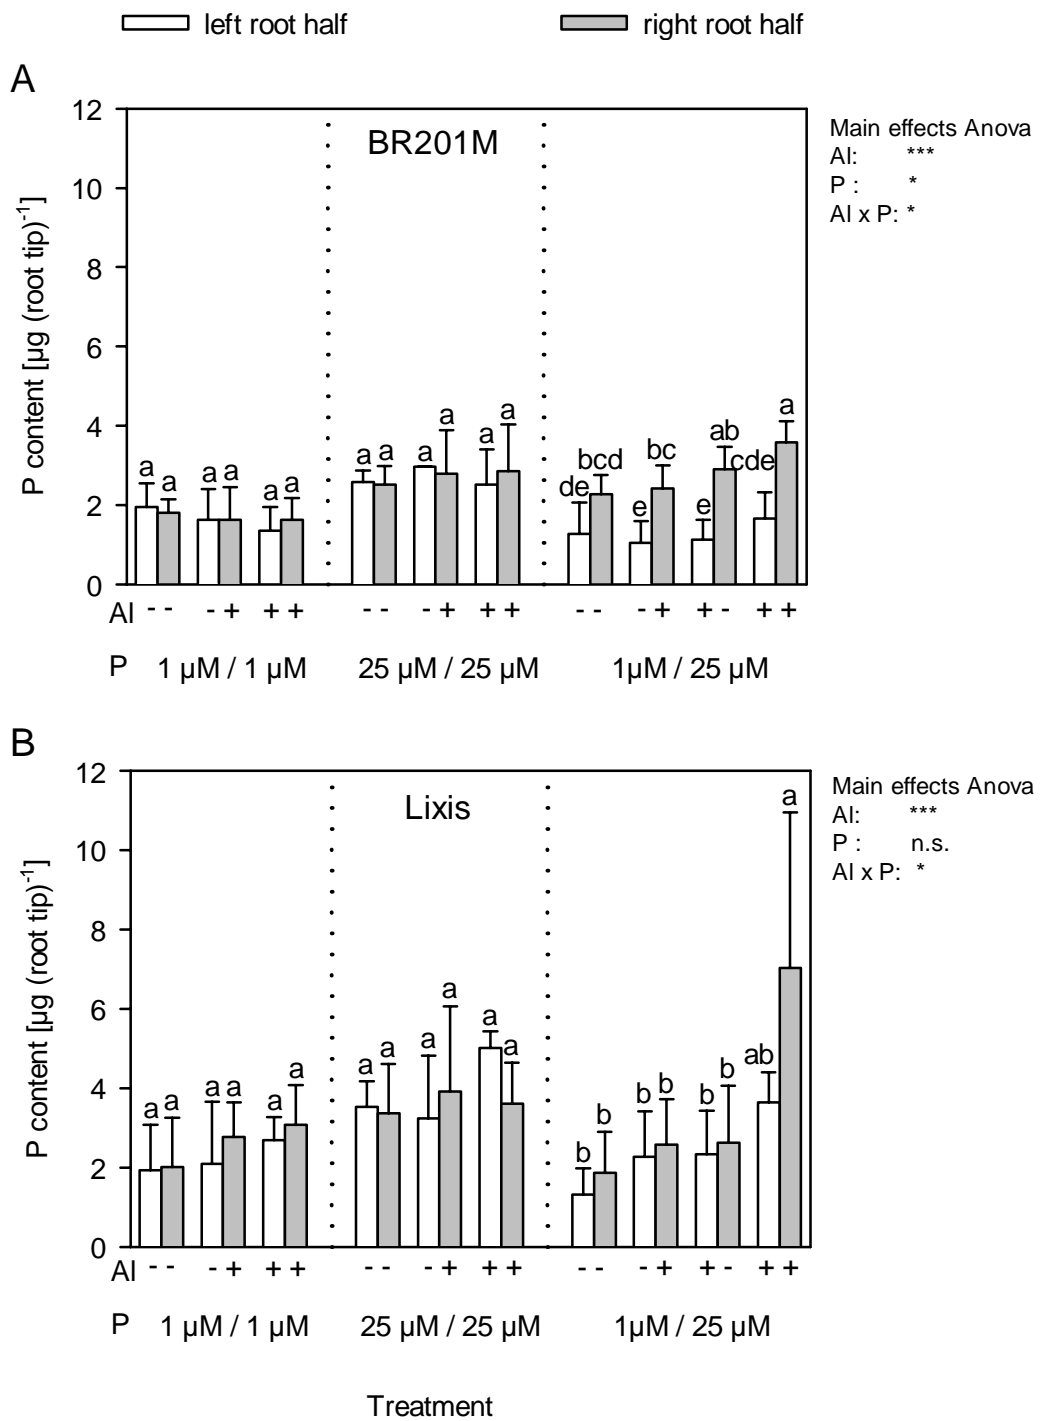 left root half right root half
A
12
10
8
6
4
2
0
P content [µg (root tip)-1]
BR201M
Main effects Anova
Al: ***
P : *
Al x P: *
a a a a a a
a a a a a a
de bcd e bc e ab cde a
Al - - - + + + - - - + + + - - - + + - + +
P 1 µM / 1 µM 25 µM / 25 µM 1µM / 25 µM
B
12
10
8
6
4
2
0
P content [µg (root tip)-1]
Lixis
Main effects Anova
Al: ***
P : n.s.
Al x P: *
a a a a a a
a a a a a a
b b b b b b ab a
Al - - - + + + - - - + + + - - - + + - + +
P 1 µM / 1 µM 25 µM / 25 µM 1µM / 25 µM
Treatment